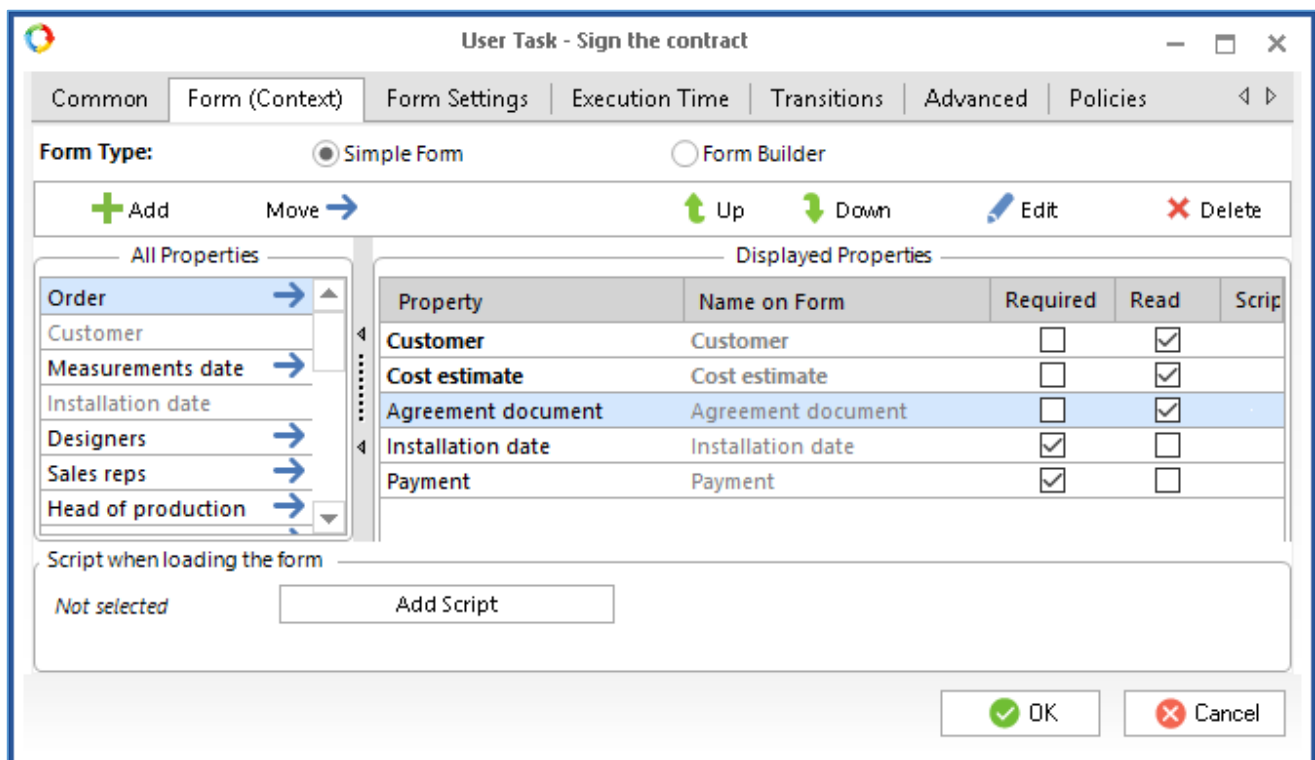 User Task - Sign the contract
Common Form (Context) Form Settings Execution Time Transitions Advanced Policies
Form Type: Simple Form Form Builder
Add Move Up Down Edit Delete
All Properties Displayed Properties
Order
Customer
Measurements date
Installation date
Designers
Sales reps
Head of production
Property Name on Form Required Read Scrip
Customer Customer
Cost estimate Cost estimate
Agreement document Agreement document
Installation date Installation date
Payment Payment
Script when loading the form
Not selected Add Script
OK Cancel